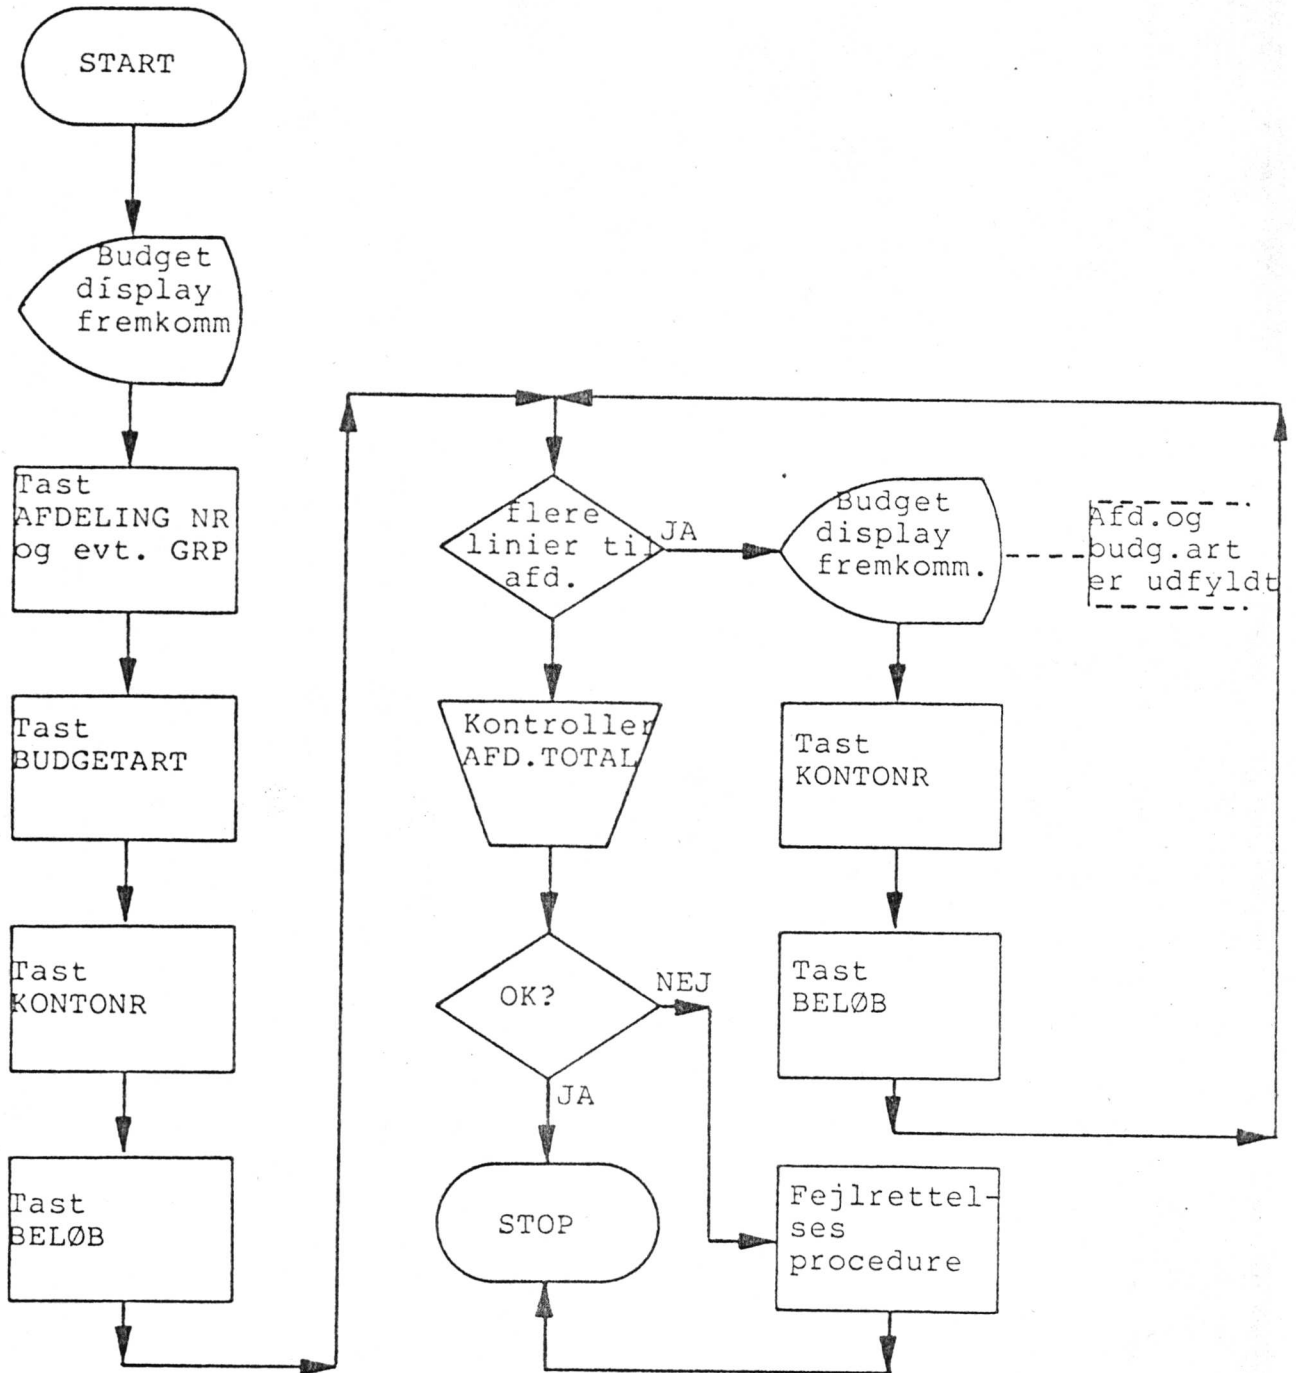 START
Budget
display
fremkomm
Tast
AFDELING NR
og evt. GRP
Tast
BUDGETART
Tast
KONTONR
Tast
BELØB
flere
linier til
afd.
JA
Budget
display
fremkomm.
Afd.og
budg.art
er udfyldt
Kontroller
AFD.TOTAL
Tast
KONTONR
OK?
NEJ
JA
Tast
BELØB
STOP
Fejlrettel-
ses
procedure